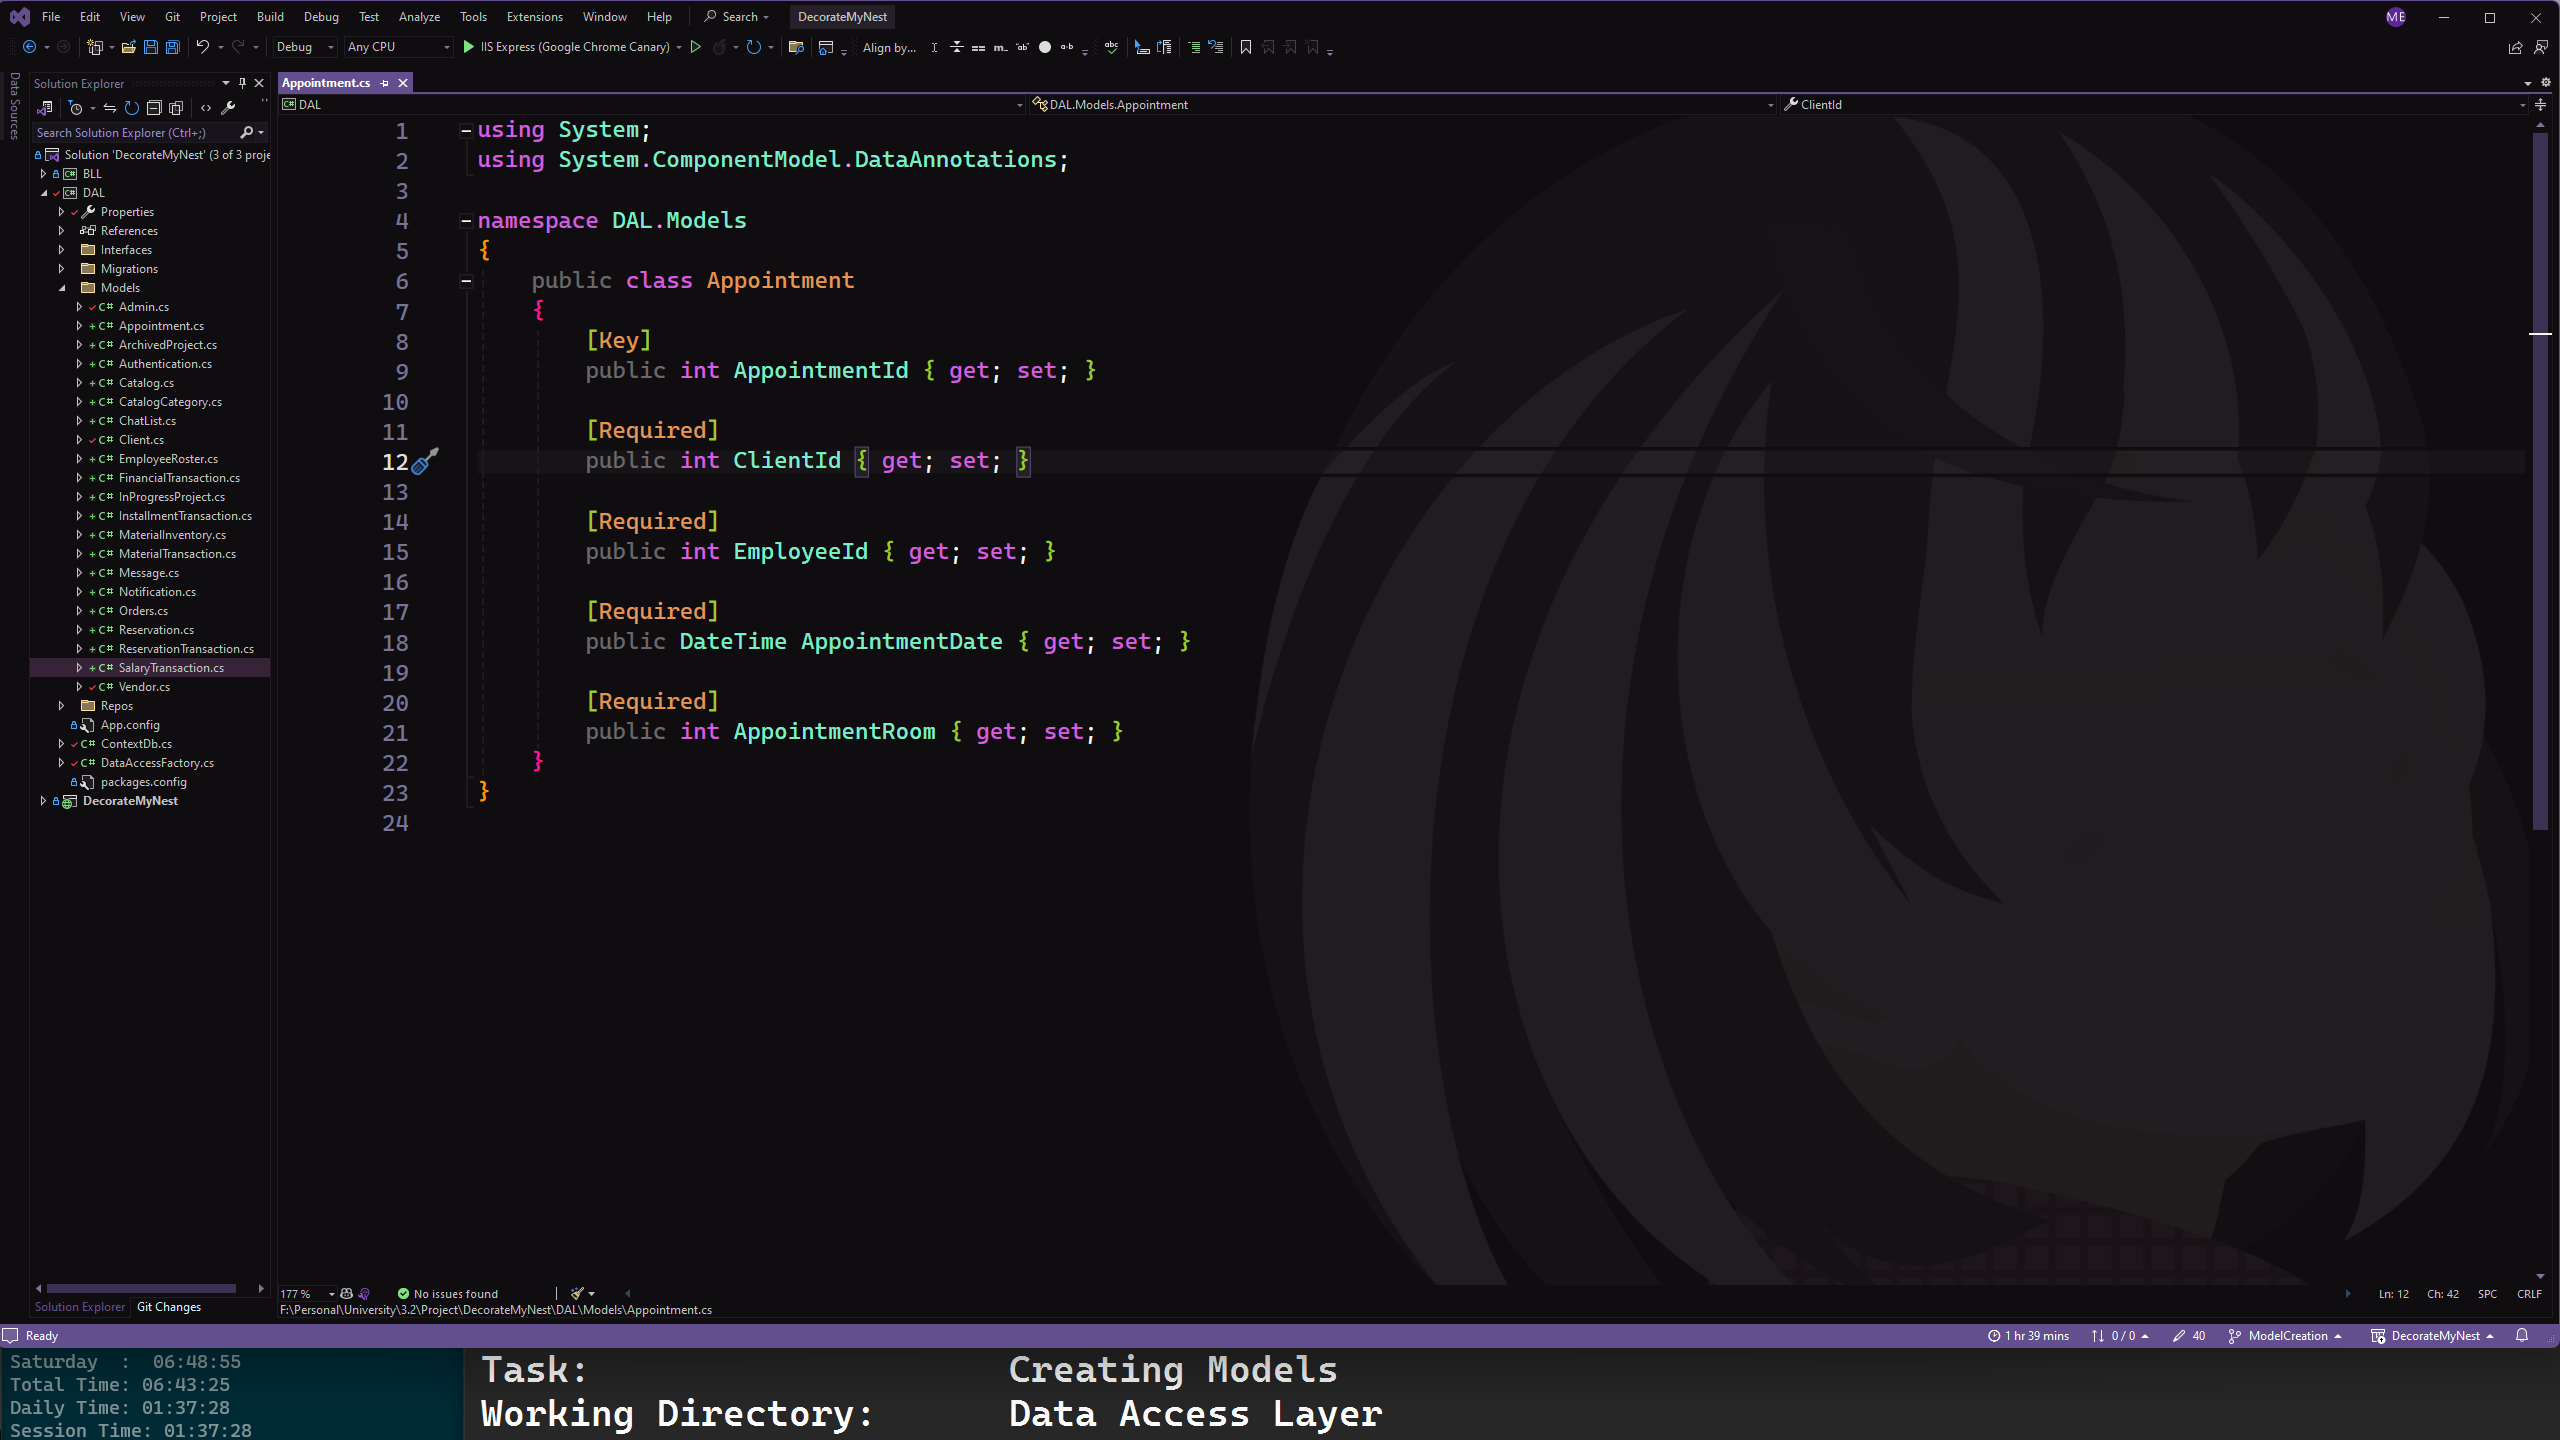 File Edit View Git Project Build Debug Test Analyze Tools Extensions Window Help Search DecorateMyNest ME
Debug Any CPU IIS Express (Google Chrome Canary) Align by...
Data Sources
Solution Explorer
Search Solution Explorer (Ctrl+;)
Solution 'DecorateMyNest' (3 of 3 proje
BLL
DAL
Properties
References
Interfaces
Migrations
Models
C# Admin.cs
C# Appointment.cs
C# ArchivedProject.cs
C# Authentication.cs
C# Catalog.cs
C# CatalogCategory.cs
C# ChatList.cs
C# Client.cs
C# EmployeeRoster.cs
C# FinancialTransaction.cs
C# InProgressProject.cs
C# InstallmentTransaction.cs
C# MaterialInventory.cs
C# MaterialTransaction.cs
C# Message.cs
C# Notification.cs
C# Orders.cs
C# Reservation.cs
C# ReservationTransaction.cs
C# SalaryTransaction.cs
C# Vendor.cs
Repos
App.config
C# ContextDb.cs
C# DataAccessFactory.cs
packages.config
DecorateMyNest
Solution Explorer Git Changes
Appointment.cs
DAL DAL.Models.Appointment ClientId
1 using System;
2 using System.ComponentModel.DataAnnotations;
3
4 namespace DAL.Models
5 {
6 public class Appointment
7 {
8 [Key]
9 public int AppointmentId { get; set; }
10
11 [Required]
12 public int ClientId { get; set; }
13
14 [Required]
15 public int EmployeeId { get; set; }
16
17 [Required]
18 public DateTime AppointmentDate { get; set; }
19
20 [Required]
21 public int AppointmentRoom { get; set; }
22 }
23 }
24
177 % No issues found Ln: 12 Ch: 42 SPC CRLF
F:\Personal\University\3.2\Project\DecorateMyNest\DAL\Models\Appointment.cs
Ready 1 hr 39 mins 0 / 0 40 ModelCreation DecorateMyNest
Saturday : 06:48:55
Total Time: 06:43:25
Daily Time: 01:37:28
Session Time: 01:37:28
Task: Creating Models
Working Directory: Data Access Layer